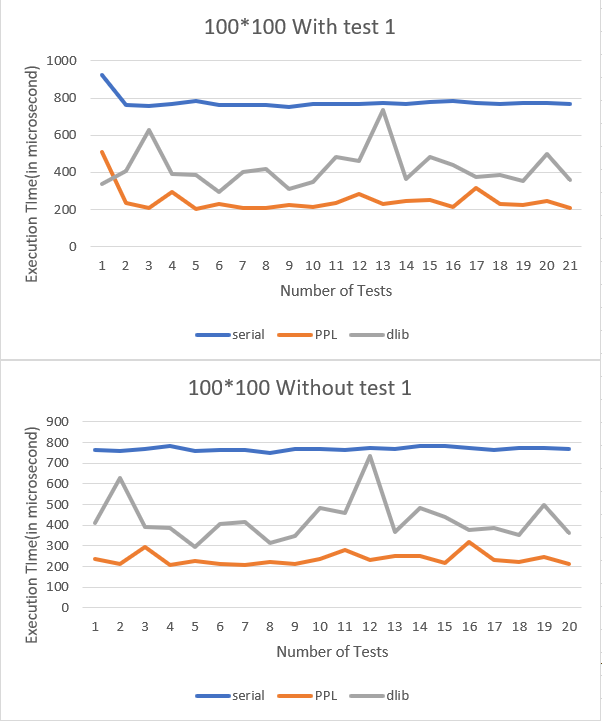 100*100 With test 1
Execution TIme(in microsecond)
1000
800
600
400
200
0
1 2 3 4 5 6 7 8 9 10 11 12 13 14 15 16 17 18 19 20 21
Number of Tests
serial PPL dlib
100*100 Without test 1
Execution TIme(in microsecond)
900
800
700
600
500
400
300
200
100
0
1 2 3 4 5 6 7 8 9 10 11 12 13 14 15 16 17 18 19 20
Number of Tests
serial PPL dlib